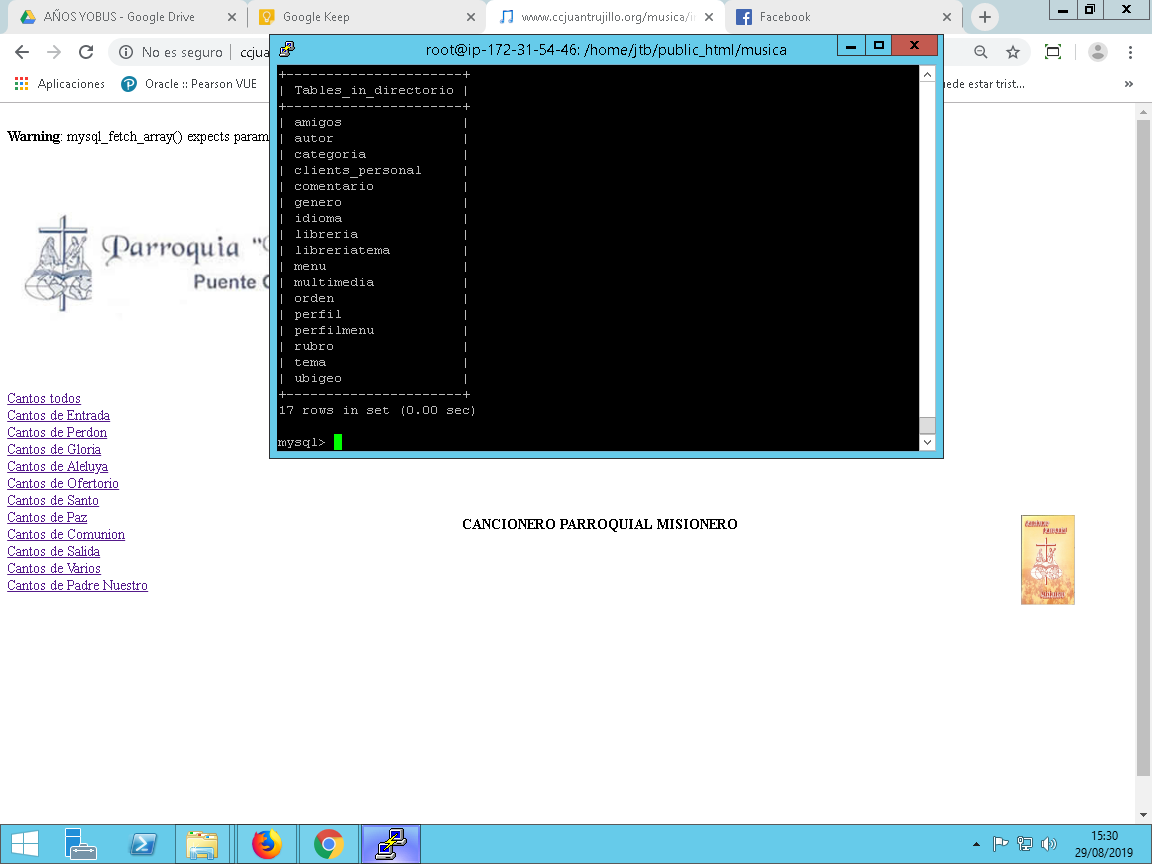 AÑOS YOBUS - Google Drive
Google Keep
www.ccjuantrujillo.org/musica/i
Facebook
No es seguro
ccjua
Aplicaciones
Oracle :: Pearson VUE
uede estar trist...
»
root@ip-172-31-54-46: /home/jtb/public_html/musica
+----------------------+
| Tables_in_directorio |
+----------------------+
| amigos |
| autor |
| categoria |
| clients_personal |
| comentario |
| genero |
| idioma |
| libreria |
| libreriatema |
| menu |
| multimedia |
| orden |
| perfil |
| perfilmenu |
| rubro |
| tema |
| ubigeo |
+----------------------+
17 rows in set (0.00 sec)
mysql>
Warning: mysql_fetch_array() expects param
Parroquia "
Puente
Cantos todos
Cantos de Entrada
Cantos de Perdon
Cantos de Gloria
Cantos de Aleluya
Cantos de Ofertorio
Cantos de Santo
Cantos de Paz
Cantos de Comunion
Cantos de Salida
Cantos de Varios
Cantos de Padre Nuestro
CANCIONERO PARROQUIAL MISIONERO
15:30
29/08/2019